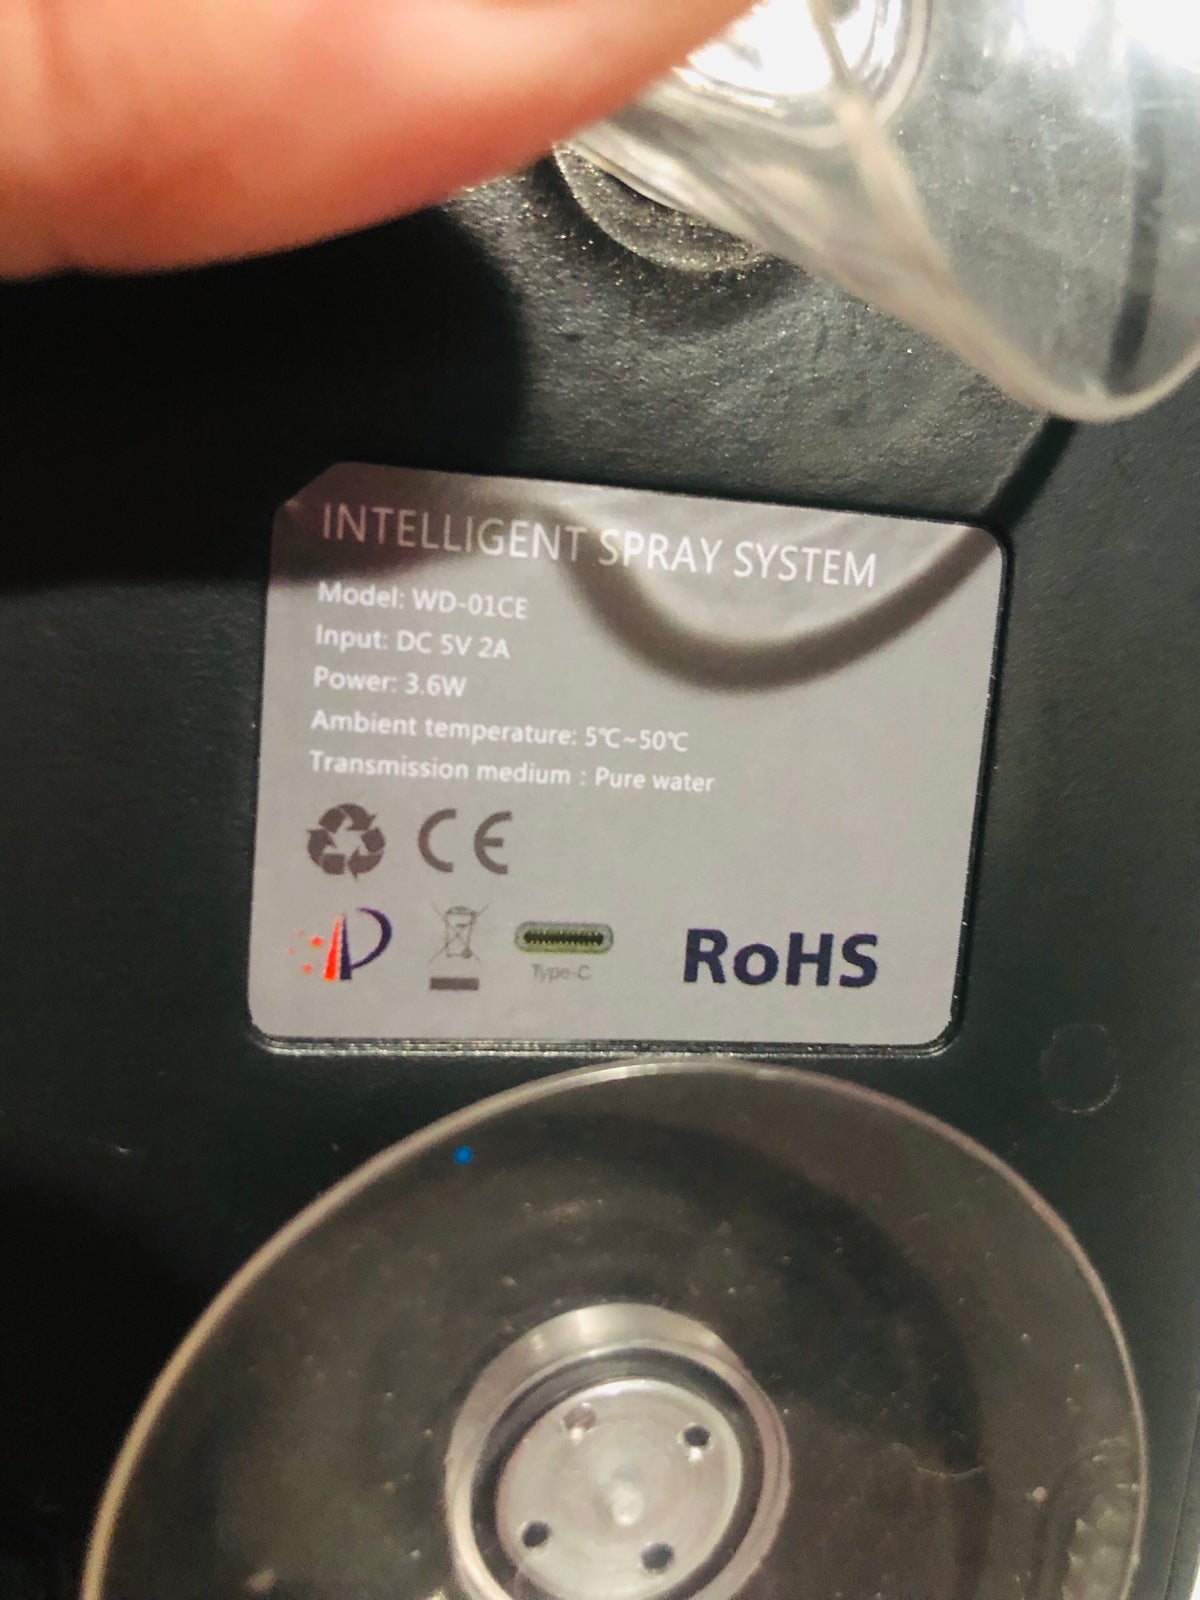 INTELLIGENT SPRAY SYSTEM
Model: WD-01CE
Input: DC 5V 2A
Power: 3.6W
Ambient temperature: 5℃~50℃
Transmission medium : Pure water
CE
Type-C
RoHS